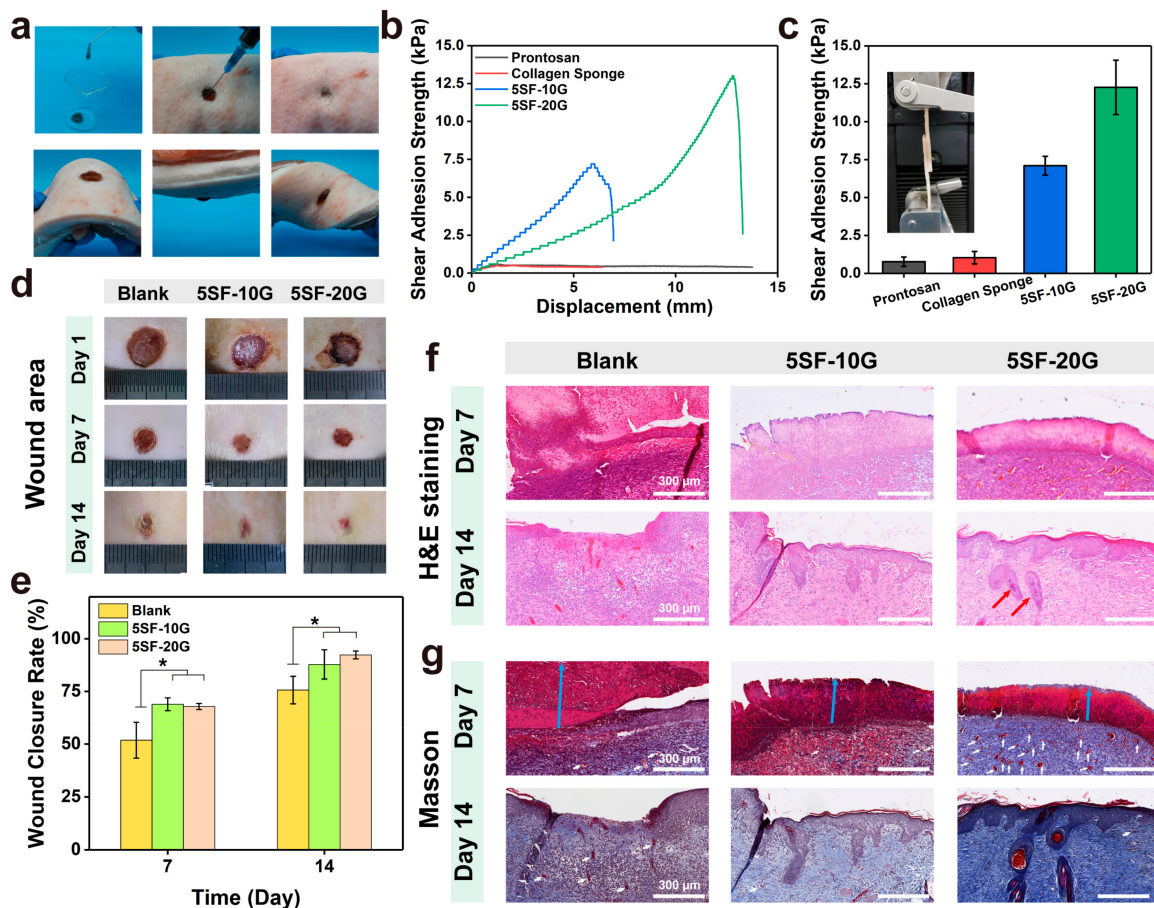 a
b
Shear Adhesion Strength (kPa)
15.0
12.5
10.0
7.5
5.0
2.5
0.0
Prontosan
Collagen Sponge
5SF-10G
5SF-20G
0
5
10
15
Displacement (mm)
c
Shear Adhesion Strength (kPa)
15.0
12.5
10.0
7.5
5.0
2.5
0.0
Prontosan
Collagen Sponge
5SF-10G
5SF-20G
d
Blank
5SF-10G
5SF-20G
Wound area
Day 1
Day 7
Day 14
e
Wound Closure Rate (%)
100
75
50
25
0
Blank
5SF-10G
5SF-20G
*
*
7
14
Time (Day)
f
Blank
5SF-10G
5SF-20G
H&E staining
Day 7
300 µm
Day 14
300 µm
g
Masson
Day 7
300 µm
Day 14
300 µm